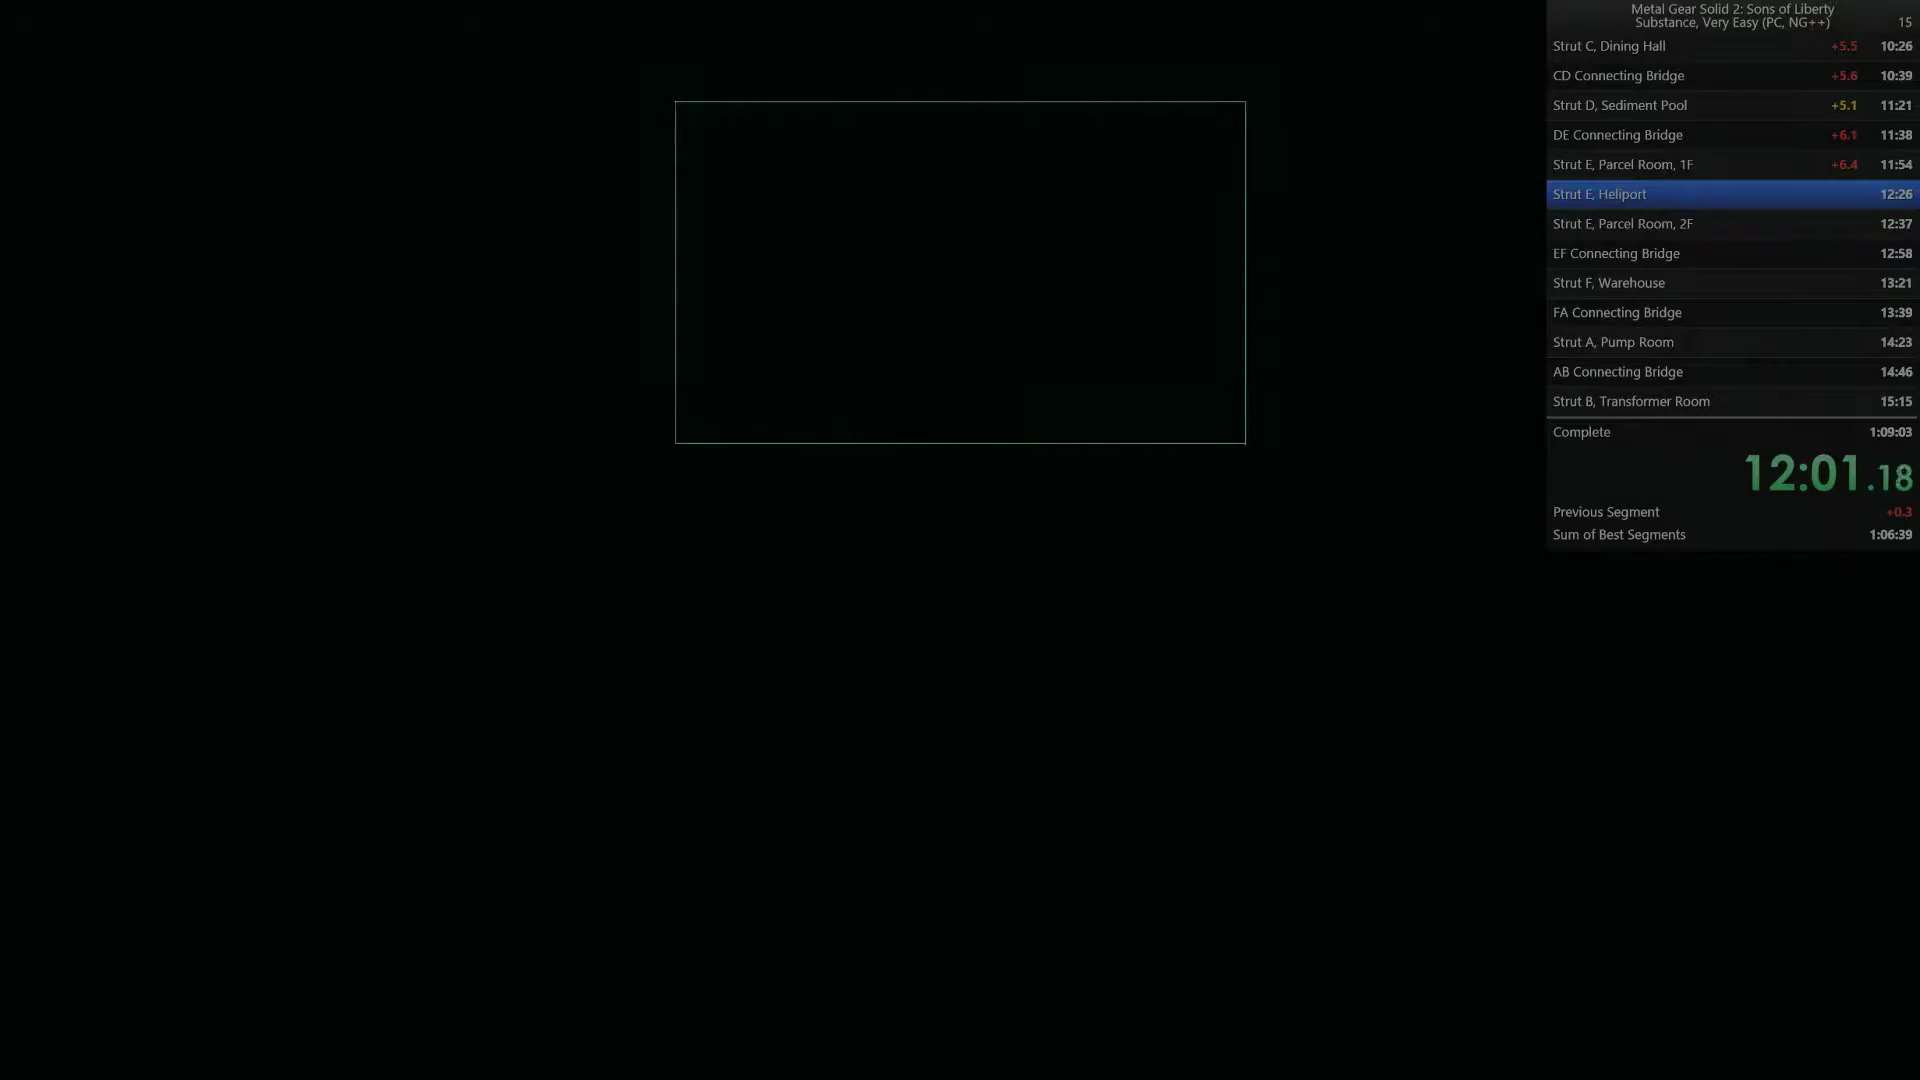 Metal Gear Solid 2: Sons of Liberty
Substance, Very Easy (PC, NG++) 15
Strut C, Dining Hall +5.5 10:26
CD Connecting Bridge +5.6 10:39
Strut D, Sediment Pool +5.1 11:21
DE Connecting Bridge +6.1 11:38
Strut E, Parcel Room, 1F +6.4 11:54
Strut E, Heliport 12:26
Strut E, Parcel Room, 2F 12:37
EF Connecting Bridge 12:58
Strut F, Warehouse 13:21
FA Connecting Bridge 13:39
Strut A, Pump Room 14:23
AB Connecting Bridge 14:46
Strut B, Transformer Room 15:15
Complete 1:09:03
12:01.18
Previous Segment +0.3
Sum of Best Segments 1:06:39